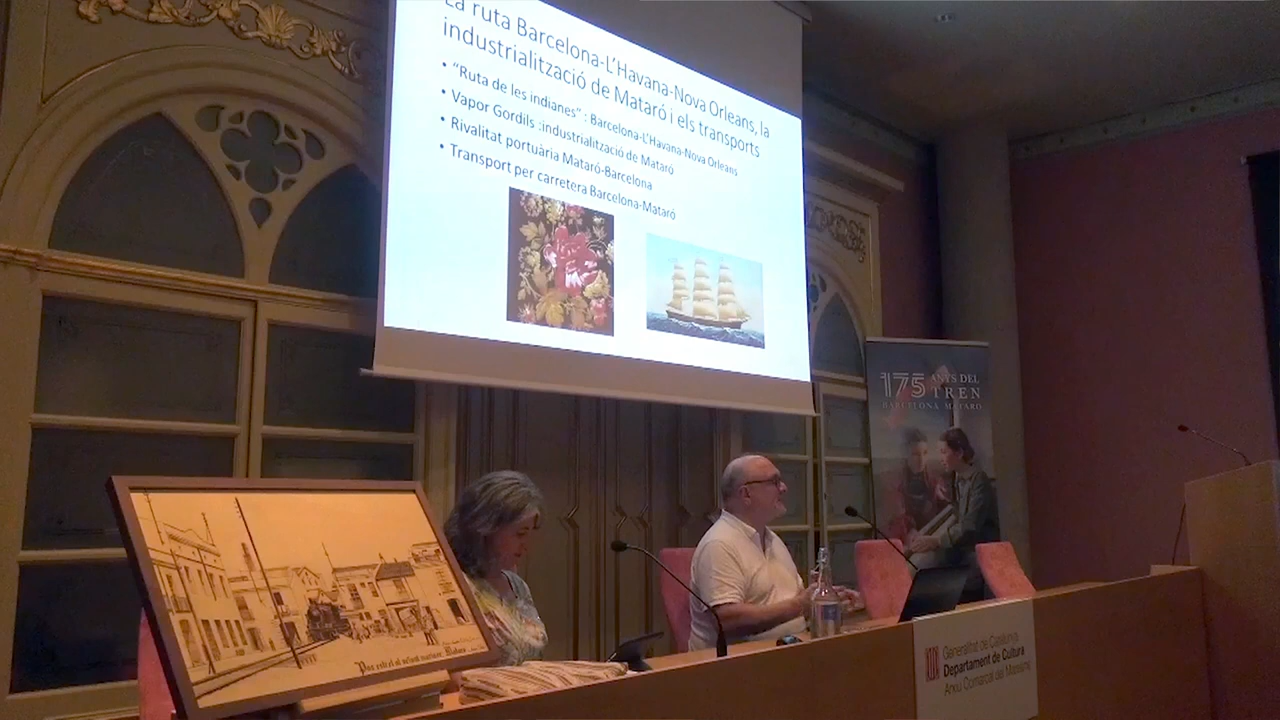 La ruta Barcelona-L'Havana-Nova Orleans, la
industrialització de Mataró i els transports
• "Ruta de les indianes" : Barcelona-L'Havana-Nova Orleans
• Vapor Gordils :industrialització de Mataró
• Rivalitat portuària Mataró-Barcelona
• Transport per carretera Barcelona-Mataró
175 ANYS DEL
TREN
BARCELONA MATARÓ
Generalitat de Catalunya
Departament de Cultura
Arxiu Comarcal del Maresme